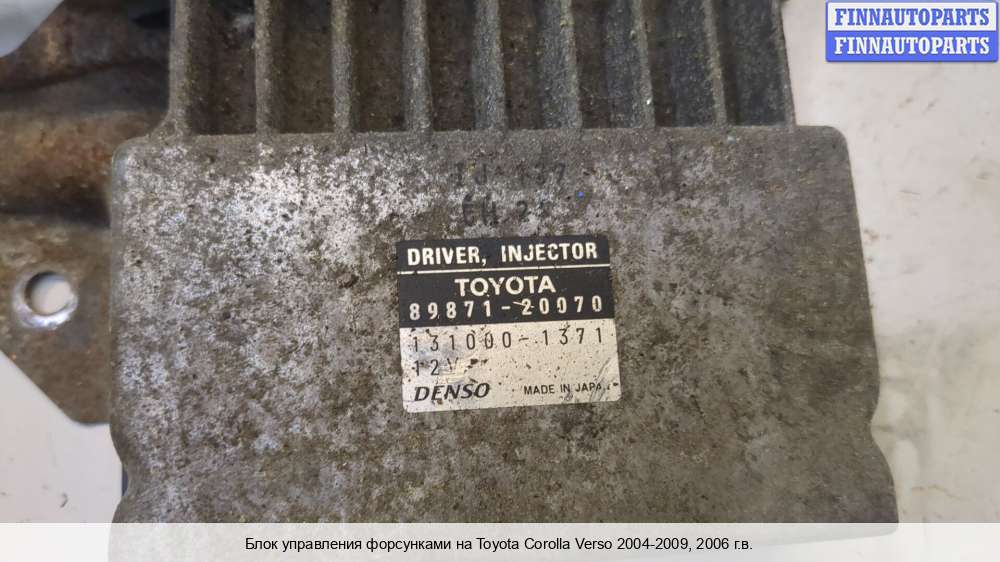 FINNAUTOPARTS
FINNAUTOPARTS
137
DRIVER, INJECTOR
TOYOTA
89871-20070
131000-1371
12V
DENSO MADE IN JAPAN
Блок управления форсунками на Toyota Corolla Verso 2004-2009, 2006 г.в.